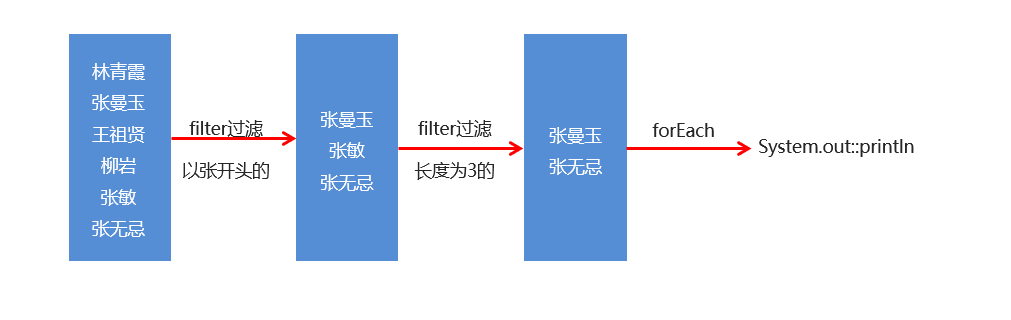 林青霞
张曼玉
王祖贤
柳岩
张敏
张无忌
filter过滤
以张开头的
张曼玉
张敏
张无忌
filter过滤
长度为3的
张曼玉
张无忌
forEach
System.out::println